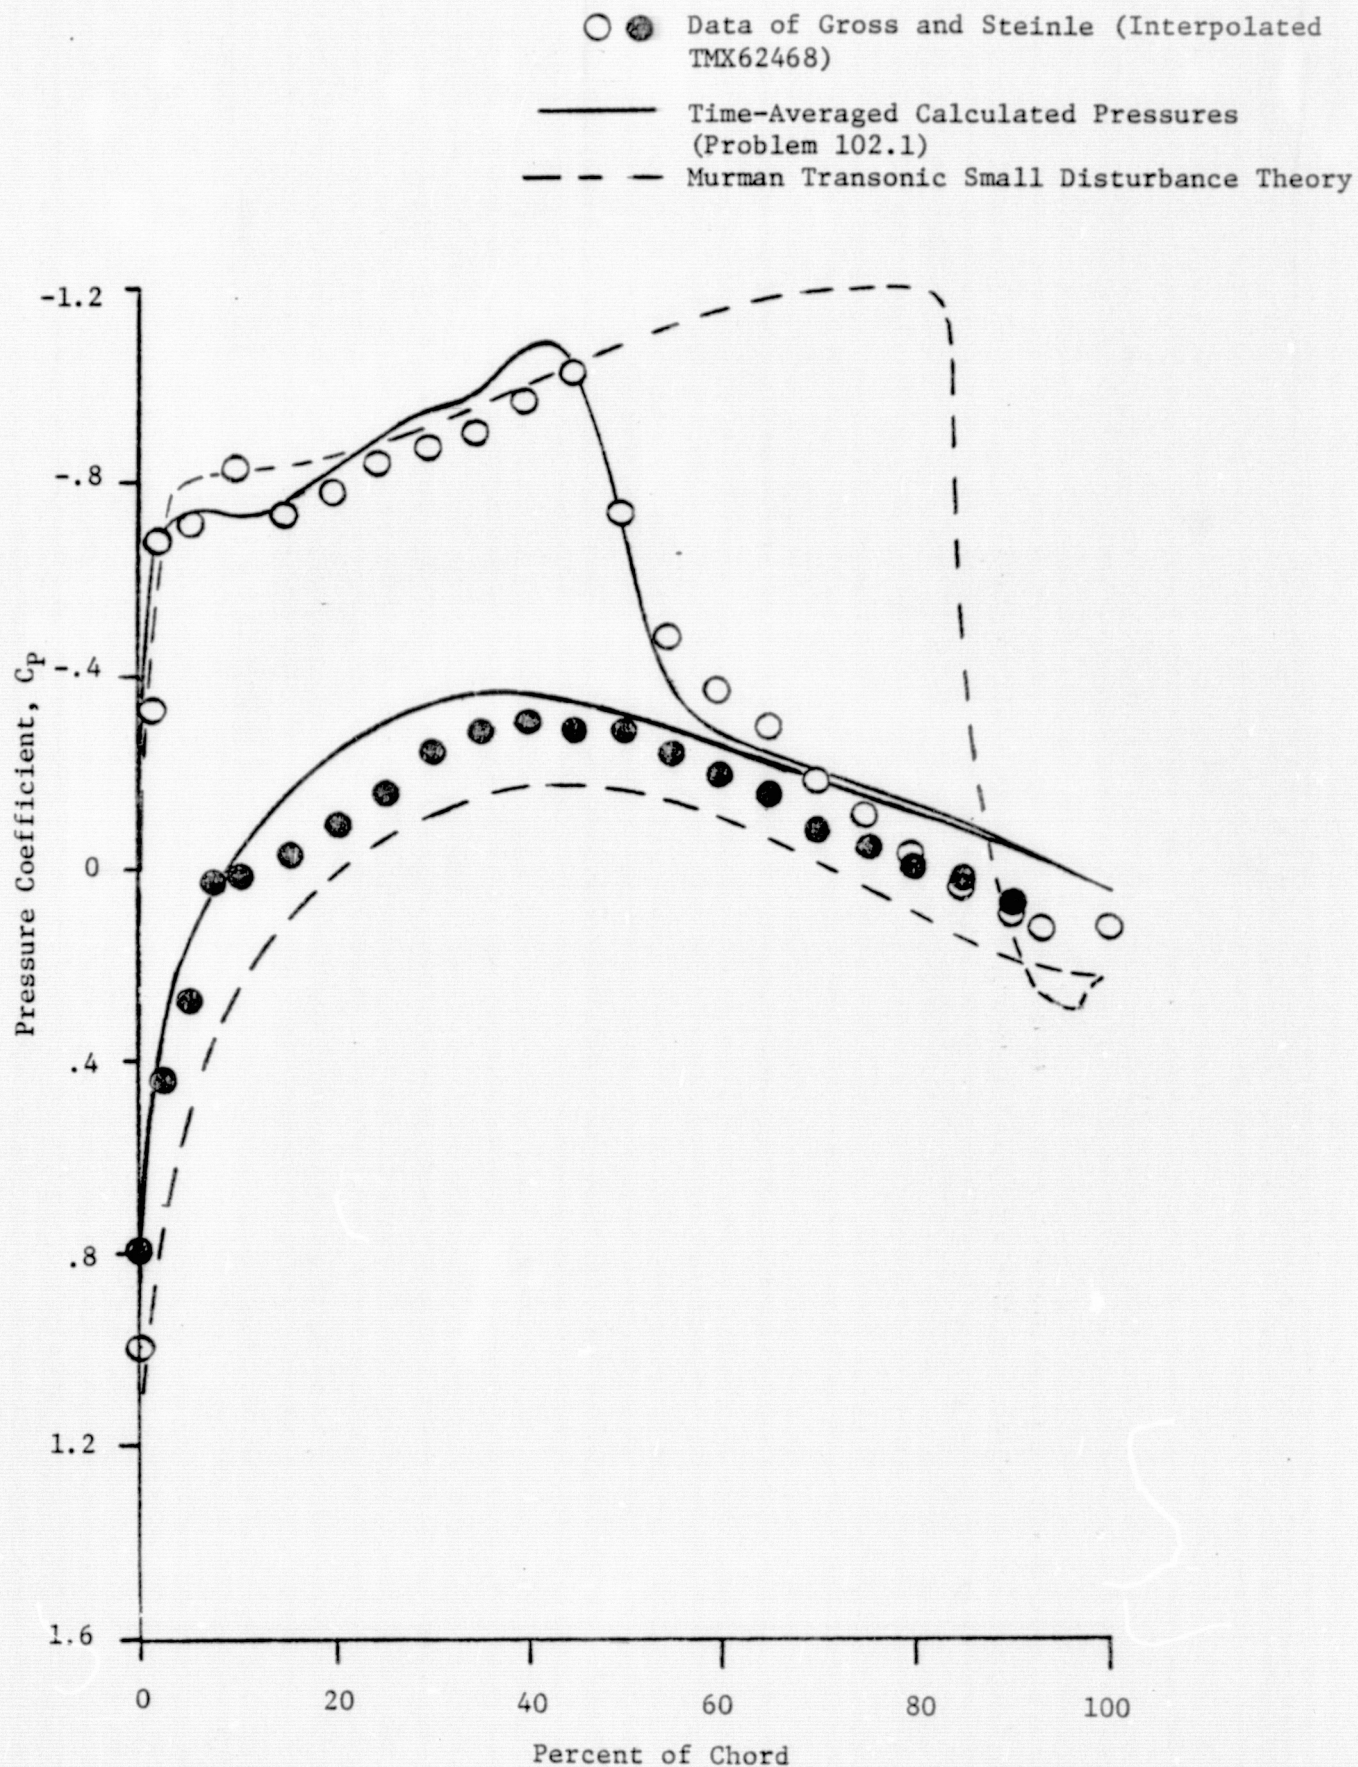 Data of Gross and Steinle (Interpolated
TMX62468)
Time-Averaged Calculated Pressures
(Problem 102.1)
Murman Transonic Small Disturbance Theory
-1.2
-.8
-.4
0
.4
.8
1.2
1.6
Pressure Coefficient, CP
0 20 40 60 80 100
Percent of Chord